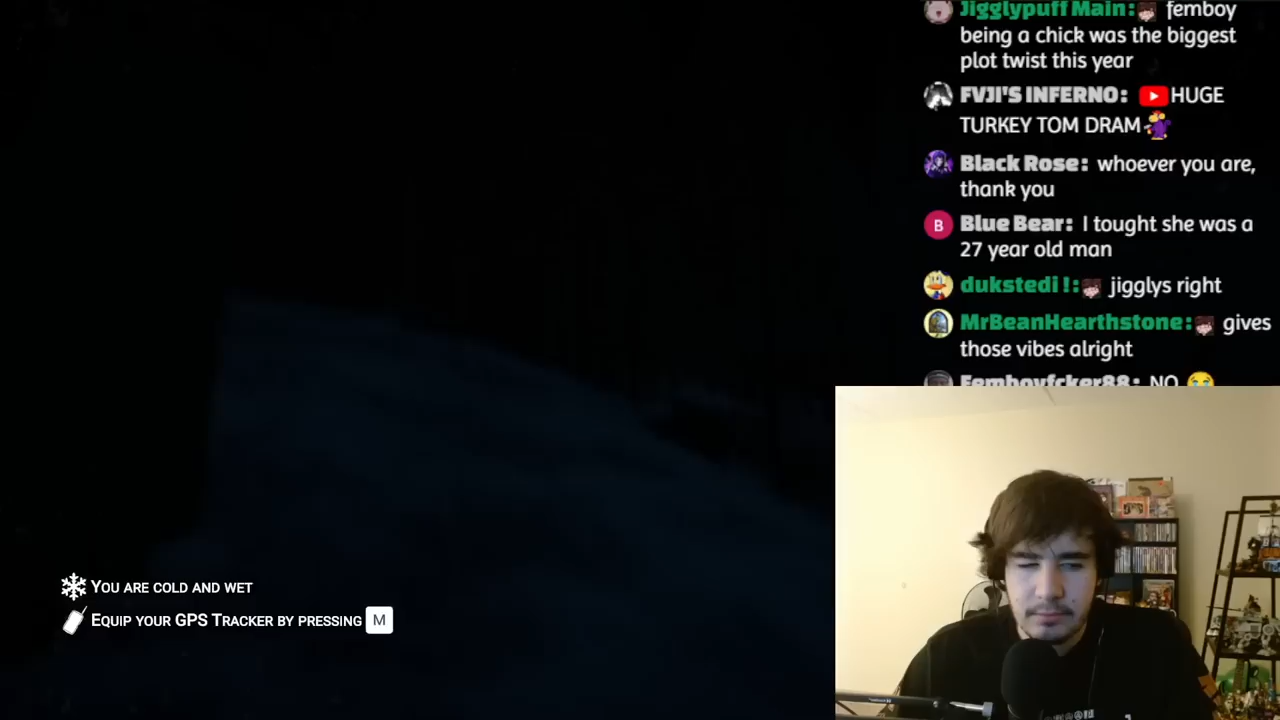 Jigglypuff Main: femboy
being a chick was the biggest
plot twist this year
FVJI'S INFERNO: HUGE
TURKEY TOM DRAM
Black Rose: whoever you are,
thank you
B Blue Bear: I tought she was a
27 year old man
dukstedi !: jigglys right
MrBeanHearthstone: gives
those vibes alright
Femboyfcker88: NO
YOU ARE COLD AND WET
EQUIP YOUR GPS TRACKER BY PRESSING M